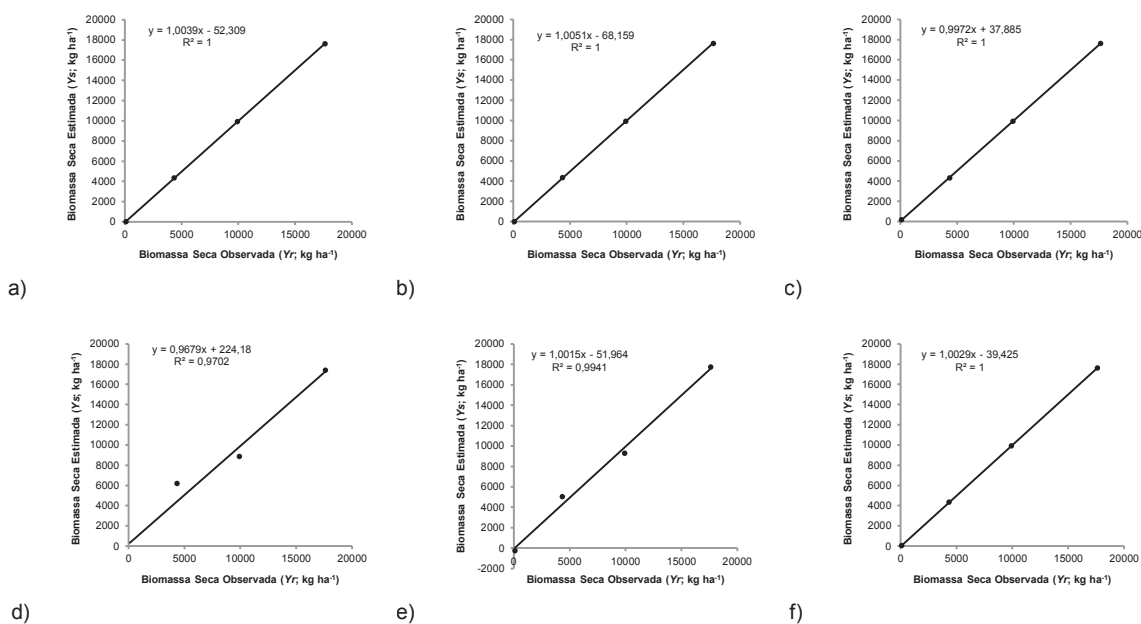 y = 1,0039x - 52,309
R² = 1
20000
18000
16000
14000
12000
10000
8000
6000
4000
2000
0
0 5000 10000 15000 20000
Biomassa Seca Estimada (Ys; kg ha-1)
Biomassa Seca Observada (Yr; kg ha-1)
a)
y = 1,0051x - 68,159
R² = 1
20000
18000
16000
14000
12000
10000
8000
6000
4000
2000
0
0 5000 10000 15000 20000
Biomassa Seca Estimada (Ys; kg ha-1)
Biomassa Seca Observada (Yr; kg ha-1)
b)
y = 0,9972x + 37,885
R² = 1
20000
18000
16000
14000
12000
10000
8000
6000
4000
2000
0
0 5000 10000 15000 20000
Biomassa Seca Estimada (Ys; kg ha-1)
Biomassa Seca Observada (Yr; kg ha-1)
c)
y = 0,9679x + 224,18
R² = 0,9702
20000
18000
16000
14000
12000
10000
8000
6000
4000
2000
0
0 5000 10000 15000 20000
Biomassa Seca Estimada (Ys; kg ha-1)
Biomassa Seca Observada (Yr; kg ha-1)
d)
y = 1,0015x - 51,964
R² = 0,9941
20000
18000
16000
14000
12000
10000
8000
6000
4000
2000
0
-2000
0 5000 10000 15000 20000
Biomassa Seca Estimada (Ys; kg ha-1)
Biomassa Seca Observada (Yr; kg ha-1)
e)
y = 1,0029x - 39,425
R² = 1
20000
18000
16000
14000
12000
10000
8000
6000
4000
2000
0
0 5000 10000 15000 20000
Biomassa Seca Estimada (Ys; kg ha-1)
Biomassa Seca Observada (Yr; kg ha-1)
f)